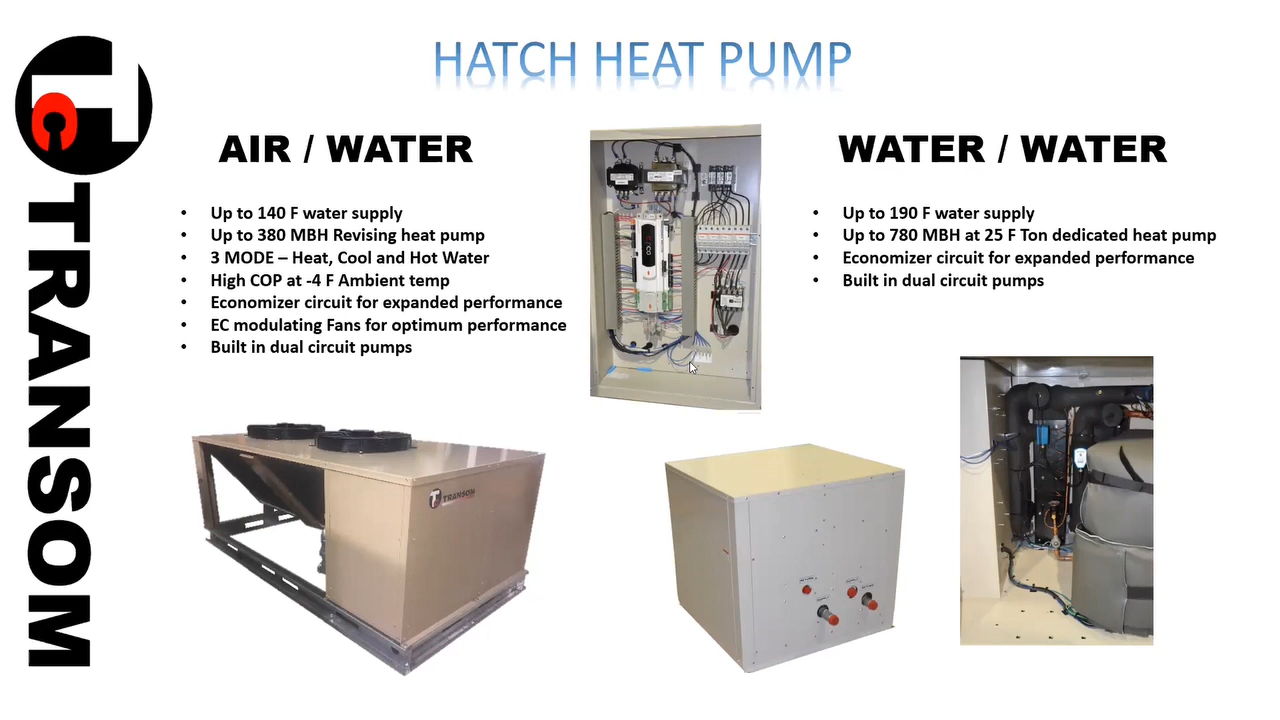 HATCH HEAT PUMP
TRANSOM
AIR / WATER
• Up to 140 F water supply
• Up to 380 MBH Revising heat pump
• 3 MODE – Heat, Cool and Hot Water
• High COP at -4 F Ambient temp
• Economizer circuit for expanded performance
• EC modulating Fans for optimum performance
• Built in dual circuit pumps
WATER / WATER
• Up to 190 F water supply
• Up to 780 MBH at 25 F Ton dedicated heat pump
• Economizer circuit for expanded performance
• Built in dual circuit pumps
TRANSOM